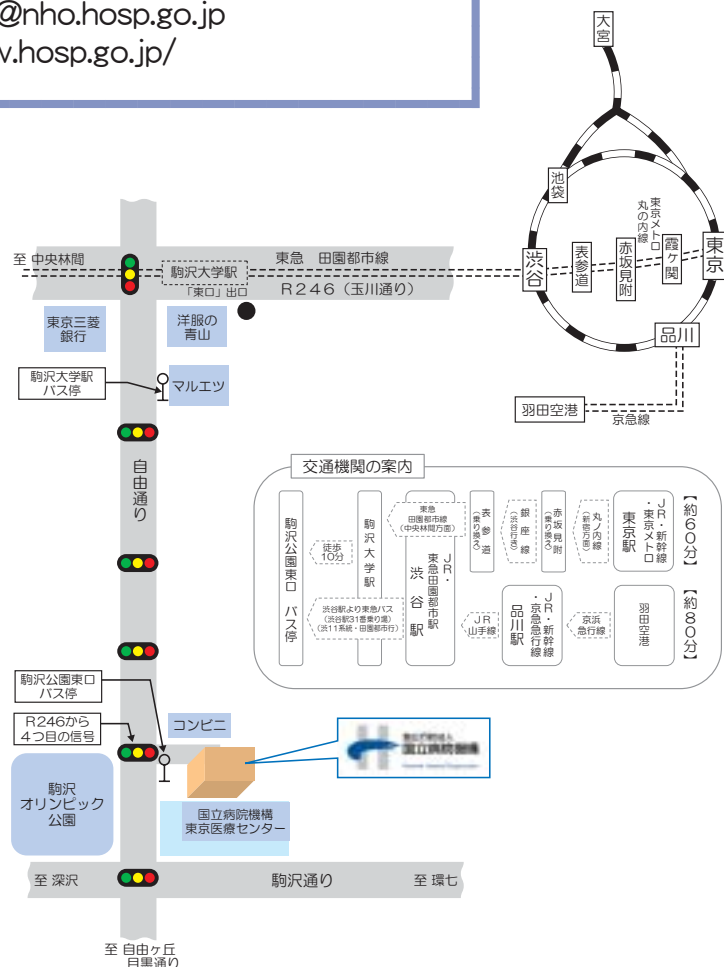 @nho.hosp.go.jp
v.hosp.go.jp/
大宮
池袋
東京メトロ
丸の内線
渋谷
表参道
赤坂見附
霞ヶ関
東京
品川
羽田空港
京急線
至 中央林間
駒沢大学駅
東急 田園都市線
「東口」出口
R246（玉川通り）
東京三菱
銀行
洋服の
青山
駒沢大学駅
バス停
マルエツ
自由通り
交通機関の案内
【約60分】
JR・新幹線
・東京メトロ
東京駅
丸ノ内線
（新宿方面）
赤坂見附
（乗り換え）
銀座線
（渋谷行き）
表参道
（乗り換え）
東急
田園都市線
（中央林間方面）
JR・
東急田園都市駅
渋谷駅
駒沢大学駅
徒歩
10分
駒沢公園東口 バス停
【約80分】
羽田空港
京浜
急行線
JR・新幹線
・京浜急行線
品川駅
JR
山手線
渋谷駅より東急バス
（渋谷駅31番乗り場）
（渋11系統・田園都市行）
駒沢公園東口
バス停
R246から
4つ目の信号
コンビニ
国立病院機構
駒沢
オリンピック
公園
国立病院機構
東京医療センター
至 深沢
駒沢通り
至 環七
至 自由ヶ丘
目黒通り